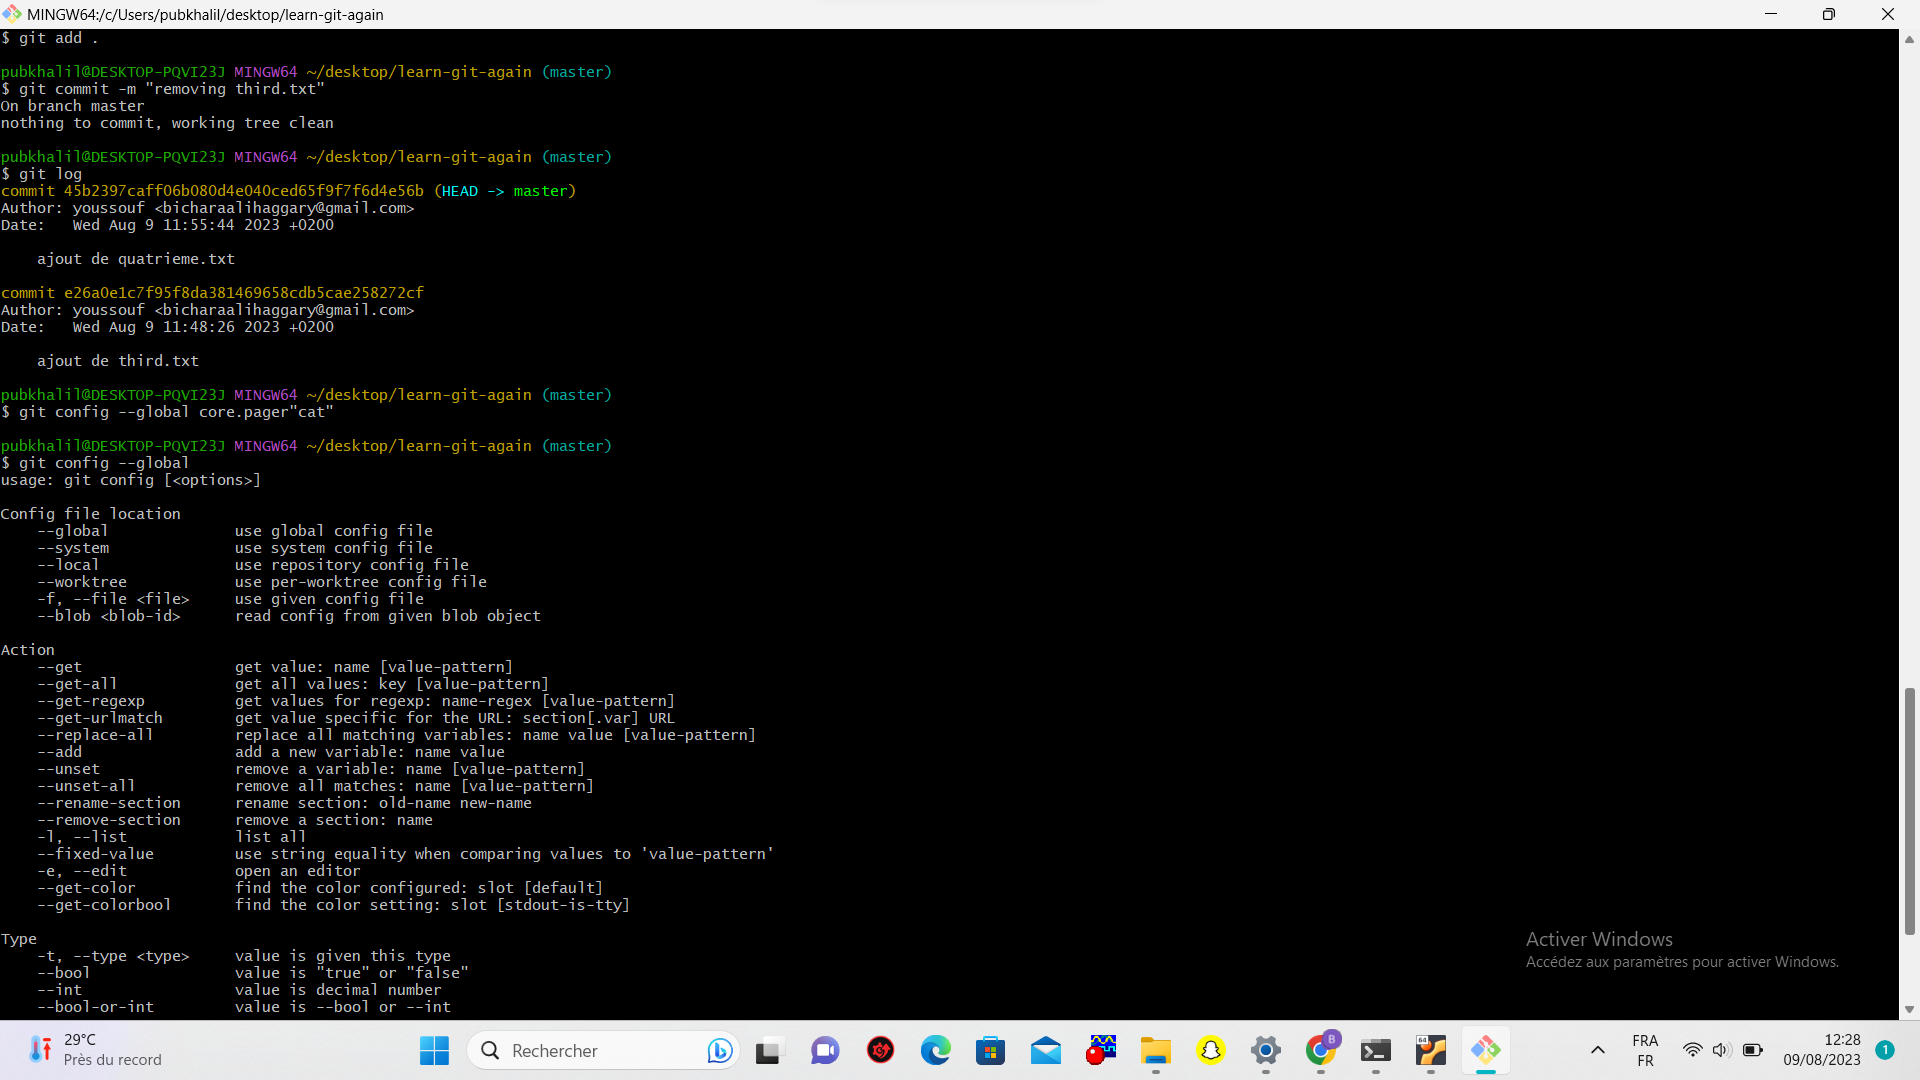 MINGW64:/c/Users/pubkhalil/desktop/learn-git-again
$ git add .
pubkhalil@DESKTOP-PQVI23J MINGW64 ~/desktop/learn-git-again (master)
$ git commit -m "removing third.txt"
On branch master
nothing to commit, working tree clean
pubkhalil@DESKTOP-PQVI23J MINGW64 ~/desktop/learn-git-again (master)
$ git log
commit 45b2397caff06b080d4e040ced65f9f7f6d4e56b (HEAD -> master)
Author: youssouf <bicharaalihaggary@gmail.com>
Date:   Wed Aug 9 11:55:44 2023 +0200
    ajout de quatrieme.txt
commit e26a0e1c7f95f8da381469658cdb5cae258272cf
Author: youssouf <bicharaalihaggary@gmail.com>
Date:   Wed Aug 9 11:48:26 2023 +0200
    ajout de third.txt
pubkhalil@DESKTOP-PQVI23J MINGW64 ~/desktop/learn-git-again (master)
$ git config --global core.pager"cat"
pubkhalil@DESKTOP-PQVI23J MINGW64 ~/desktop/learn-git-again (master)
$ git config --global
usage: git config [<options>]
Config file location
    --global              use global config file
    --system              use system config file
    --local               use repository config file
    --worktree            use per-worktree config file
    -f, --file <file>     use given config file
    --blob <blob-id>      read config from given blob object
Action
    --get                 get value: name [value-pattern]
    --get-all             get all values: key [value-pattern]
    --get-regexp          get values for regexp: name-regex [value-pattern]
    --get-urlmatch        get value specific for the URL: section[.var] URL
    --replace-all         replace all matching variables: name value [value-pattern]
    --add                 add a new variable: name value
    --unset               remove a variable: name [value-pattern]
    --unset-all           remove all matches: name [value-pattern]
    --rename-section      rename section: old-name new-name
    --remove-section      remove a section: name
    -l, --list            list all
    --fixed-value         use string equality when comparing values to 'value-pattern'
    -e, --edit            open an editor
    --get-color           find the color configured: slot [default]
    --get-colorbool       find the color setting: slot [stdout-is-tty]
Type
    -t, --type <type>     value is given this type
    --bool                value is "true" or "false"
    --int                 value is decimal number
    --bool-or-int         value is --bool or --int
Activer Windows
Accédez aux paramètres pour activer Windows.
29°C
Près du record
Rechercher
64
B
FRA
FR
12:28
09/08/2023
1